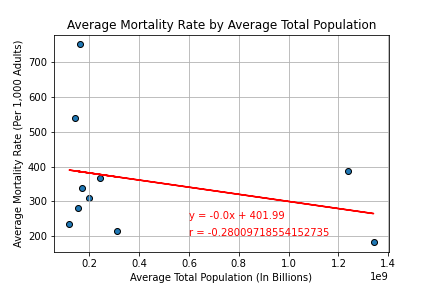 Average Mortality Rate by Average Total Population
Average Mortality Rate (Per 1,000 Adults)
700
600
500
400
300
200
y = -0.0x + 401.99
r = -0.28009718554152735
0.2 0.4 0.6 0.8 1.0 1.2 1.4
1e9
Average Total Population (In Billions)